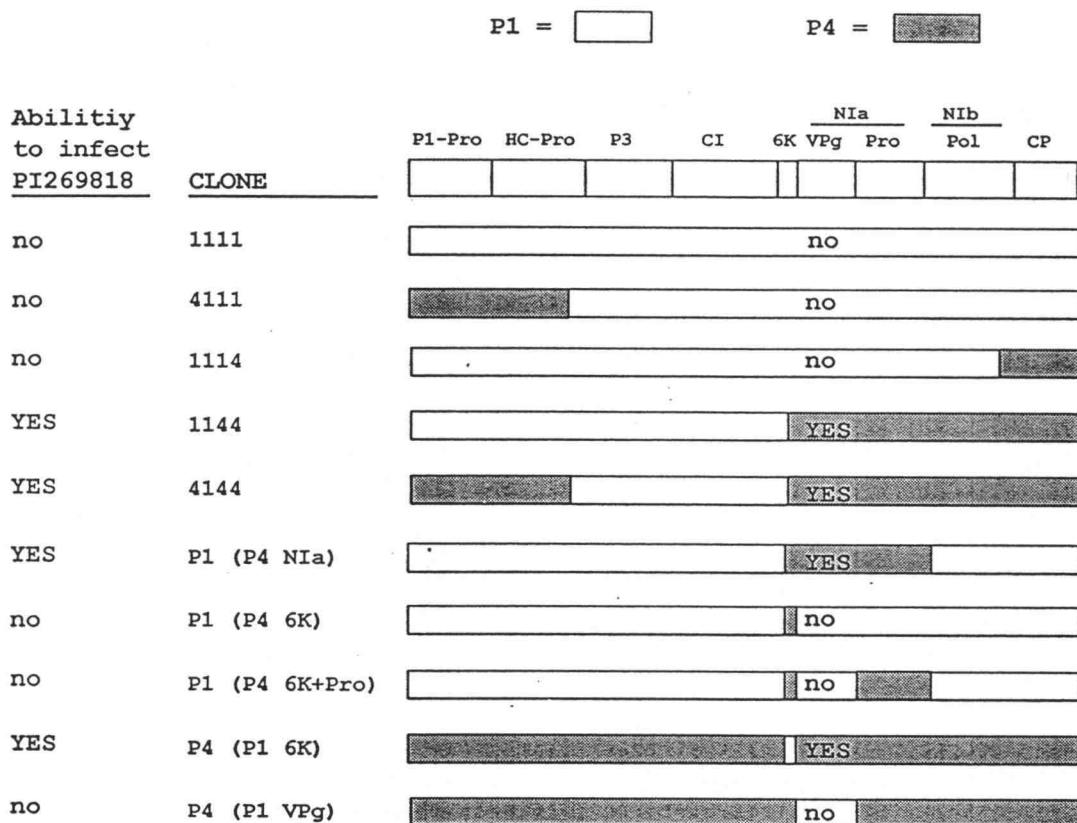 P1 = P4 =
Abilitiy
to infect
PI269818
CLONE
NIa NIb
P1-Pro HC-Pro P3 CI 6K VPg Pro Pol CP
no 1111 no
no 4111 no
no 1114 no
YES 1144 YES
YES 4144 YES
YES P1 (P4 NIa) YES
no P1 (P4 6K) no
no P1 (P4 6K+Pro) no
YES P4 (P1 6K) YES
no P4 (P1 VPg) no